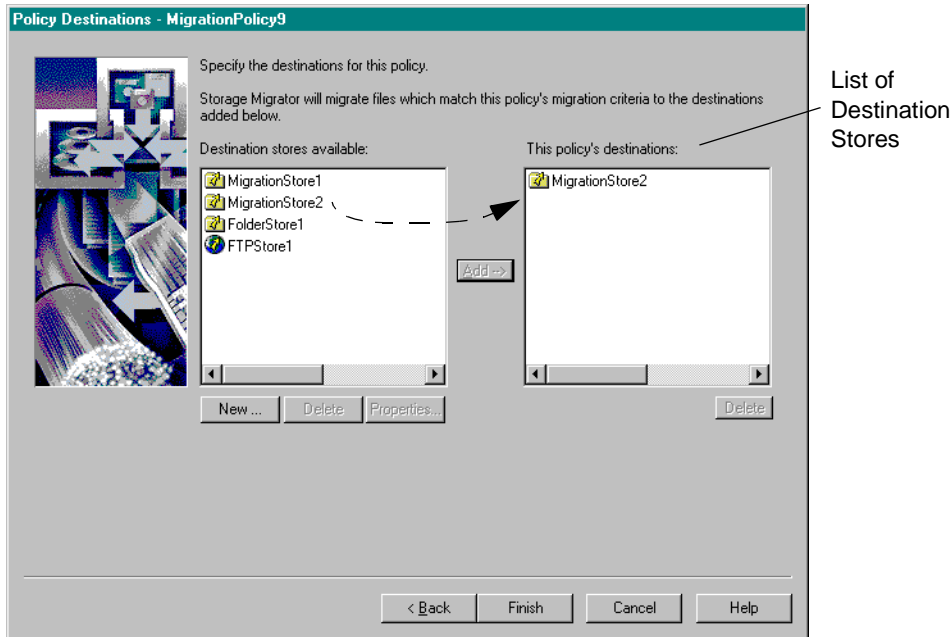 Policy Destinations - MigrationPolicy9
Specify the destinations for this policy.
Storage Migrator will migrate files which match this policy's migration criteria to the destinations
added below.
Destination stores available:
This policy's destinations:
List of
Destination
Stores
MigrationStore1
MigrationStore2
FolderStore1
FTPStore1
MigrationStore2
Add -->
New ...
Delete
Properties...
Delete
< Back
Finish
Cancel
Help